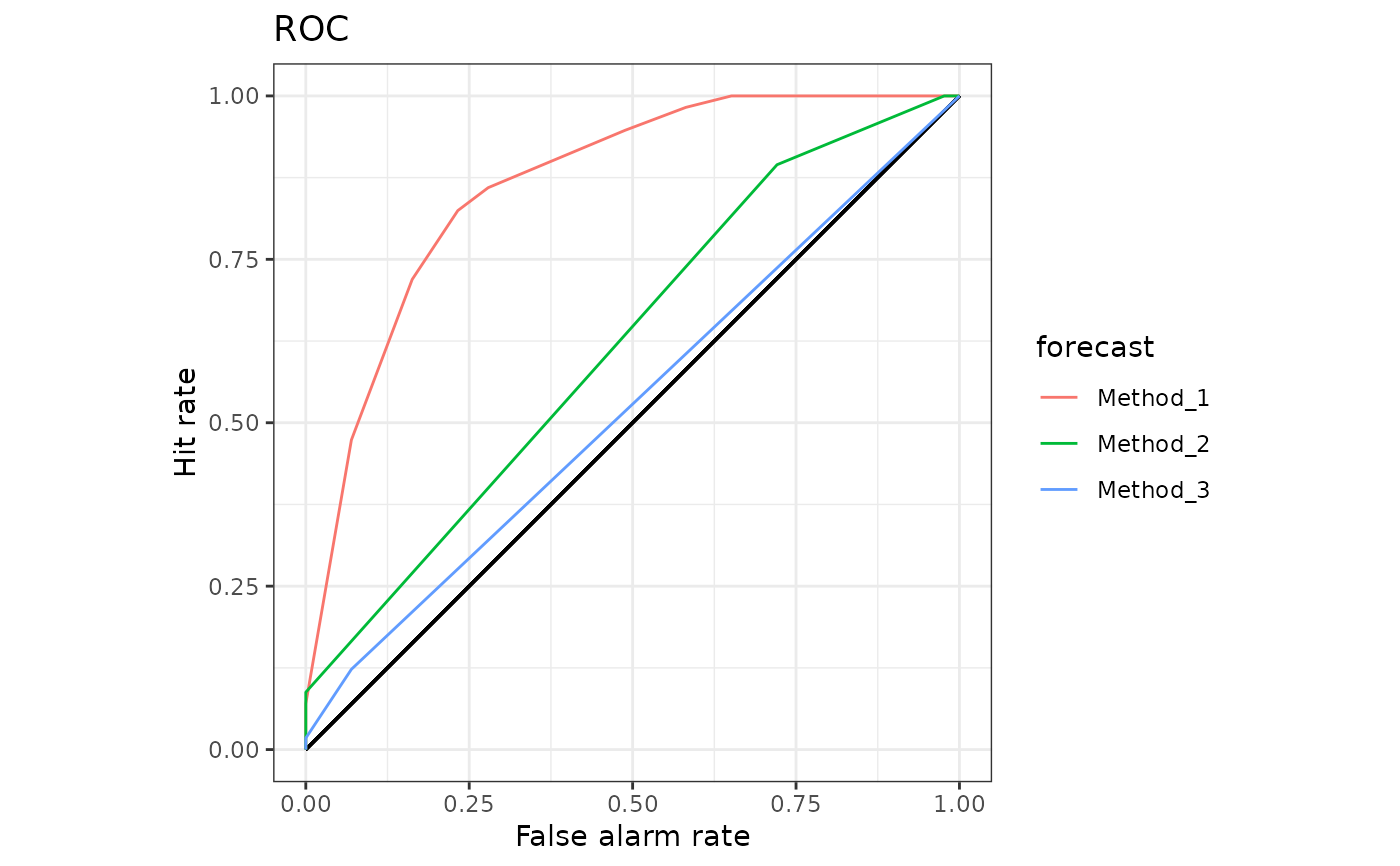 ROC
1.00
0.75
0.50
0.25
0.00
Hit rate
0.00 0.25 0.50 0.75 1.00
False alarm rate
forecast
Method_1
Method_2
Method_3